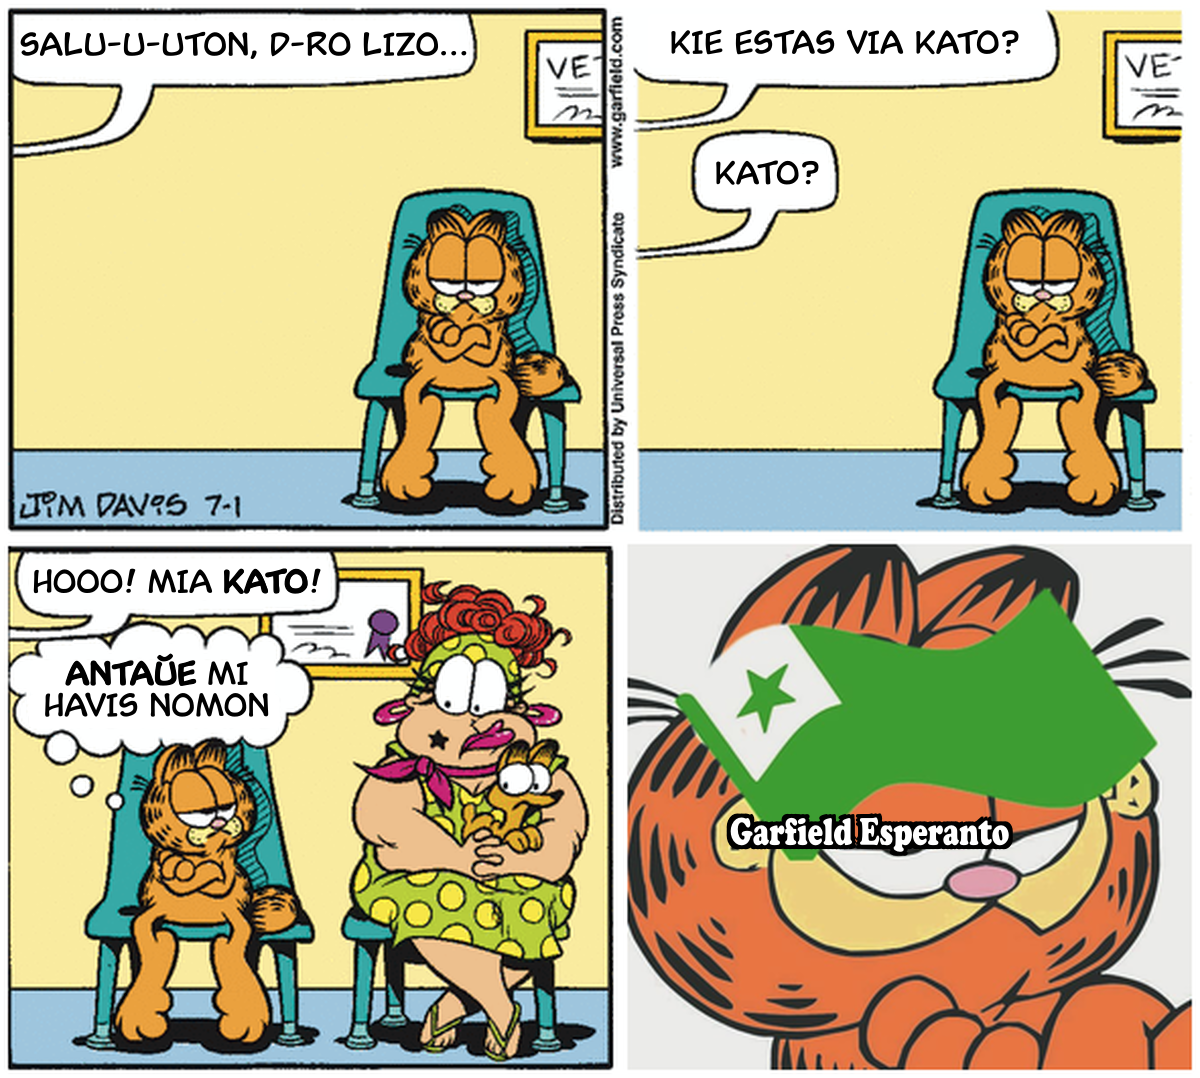 SALU-U-UTON, D-RO LIZO...
VE
JIM DAVIS 7-1
www.garfield.com
Distributed by Universal Press Syndicate
KIE ESTAS VIA KATO?
VE
KATO?
HOOO! MIA KATO!
ANTAŬE MI
HAVIS NOMON
Garfield Esperanto